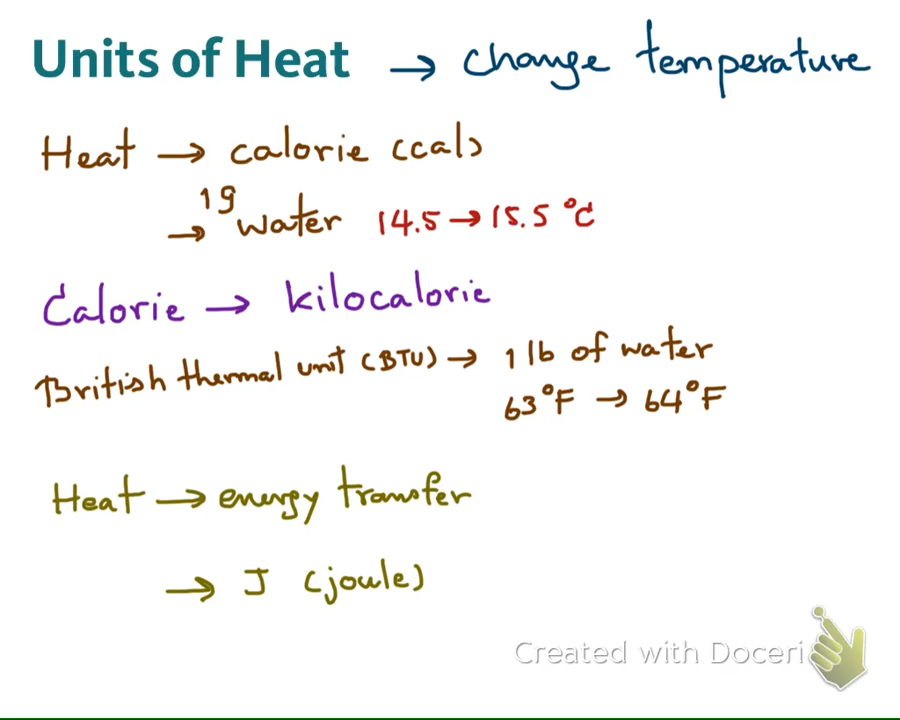 Units of Heat → change temperature
Heat → calorie (cal)
→ 1g water 14.5 → 15.5 °C
Calorie → kilocalorie
British thermal unit (BTU) → 1 lb of water
63°F → 64°F
Heat → energy transfer
→ J (joule)
Created with Doceri